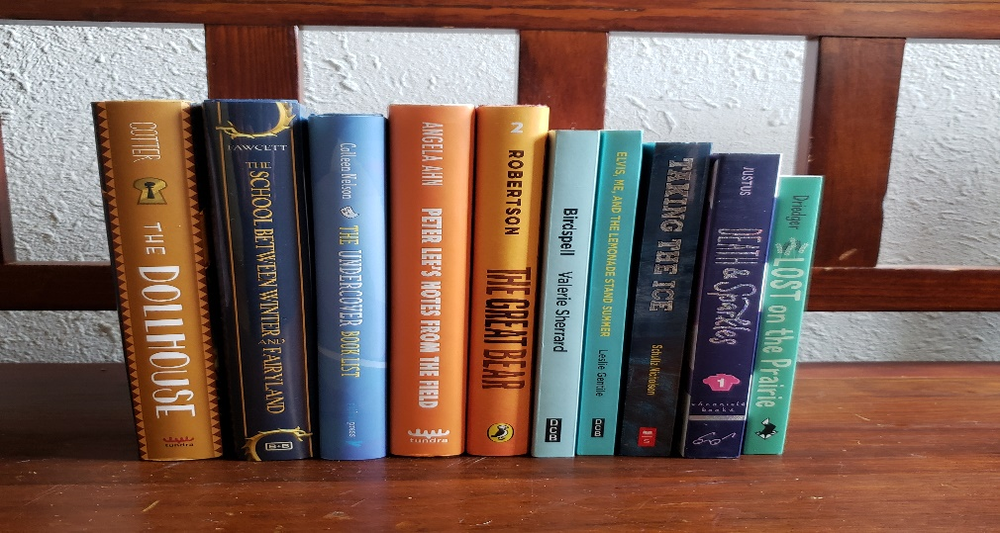 COTTER THE DOLLHOUSE
tundra
FAWCETT
THE SCHOOL BETWEEN WINTER AND FAIRYLAND
B+B
Colleen Nelson THE UNDERCOVER BOOK LIST
press
ANGELA AHN PETER LEE'S NOTES FROM THE FIELD
tundra
2
ROBERTSON THE GREAT BEAR
Birdspell Valerie Sherrard
DCB
ELVIS, ME, AND THE LEMONADE STAND SUMMER Leslie Gentile
DCB
TAKING THE ICE
JUSTUS DEATH & SPARKLES
1
chronicle books
Driedger LOST on the Prairie